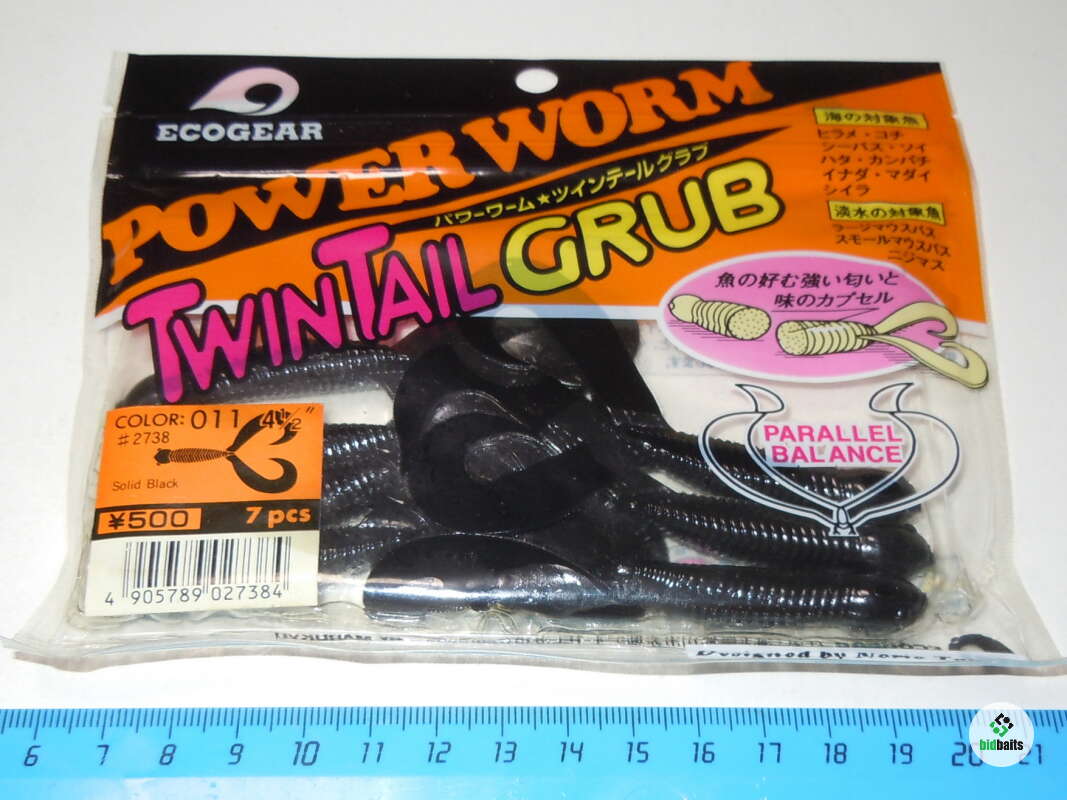 ECOGEAR
POWER WORM
パワーワーム★ツインテールグラブ
TWIN TAIL GRUB
海の対象魚
ヒラメ・コチ
シーバス・ソイ
ハタ・カンパチ
イナダ・マダイ
シイラ
淡水の対象魚
ラージマウスバス
スモールマウスバス
ニジマス
魚の好む強い匂いと
味のカプセル
PARALLEL
BALANCE
COLOR: 011 4½"
#2738
Solid Black
¥500 7 pcs
4 905789 027384
Designed by
6 7 8 9 10 11 12 13 14 15 16 17 18 19 20 21
bidbaits